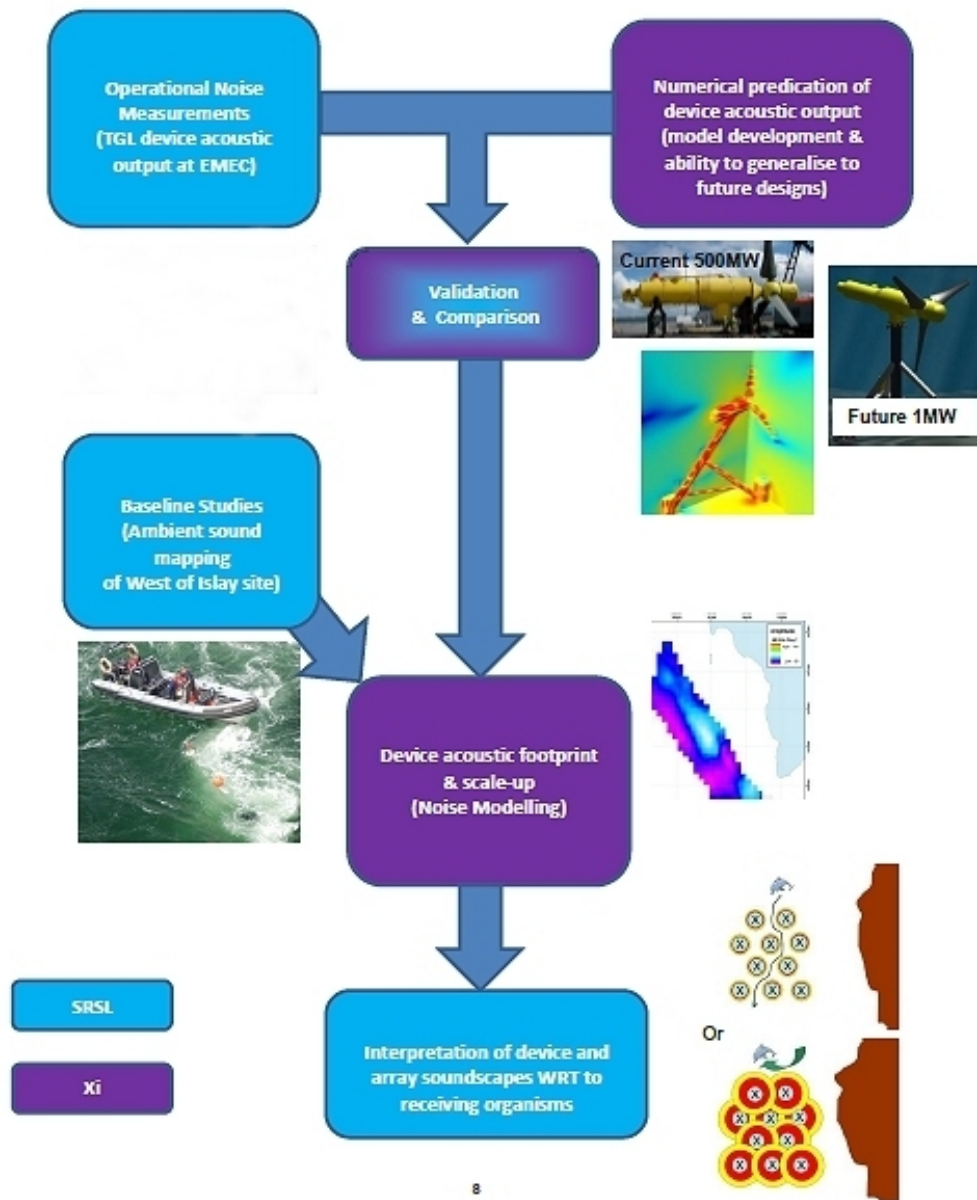 Operational Noise
Measurements
(TGL device acoustic
output at EMEC)
Numerical predication of
device acoustic output
(model development &
ability to generalise to
future designs)
Validation
& Comparison
Current 500MW
Future 1MW
Baseline Studies
(Ambient sound
mapping
of West of Islay site)
Device acoustic footprint
& scale-up
(Noise Modelling)
SRSL
Xi
Interpretation of device and
array soundscapes WRT to
receiving organisms
X X
X X X
X X
X X X
Or
X X
X X X
X X
X X X
8